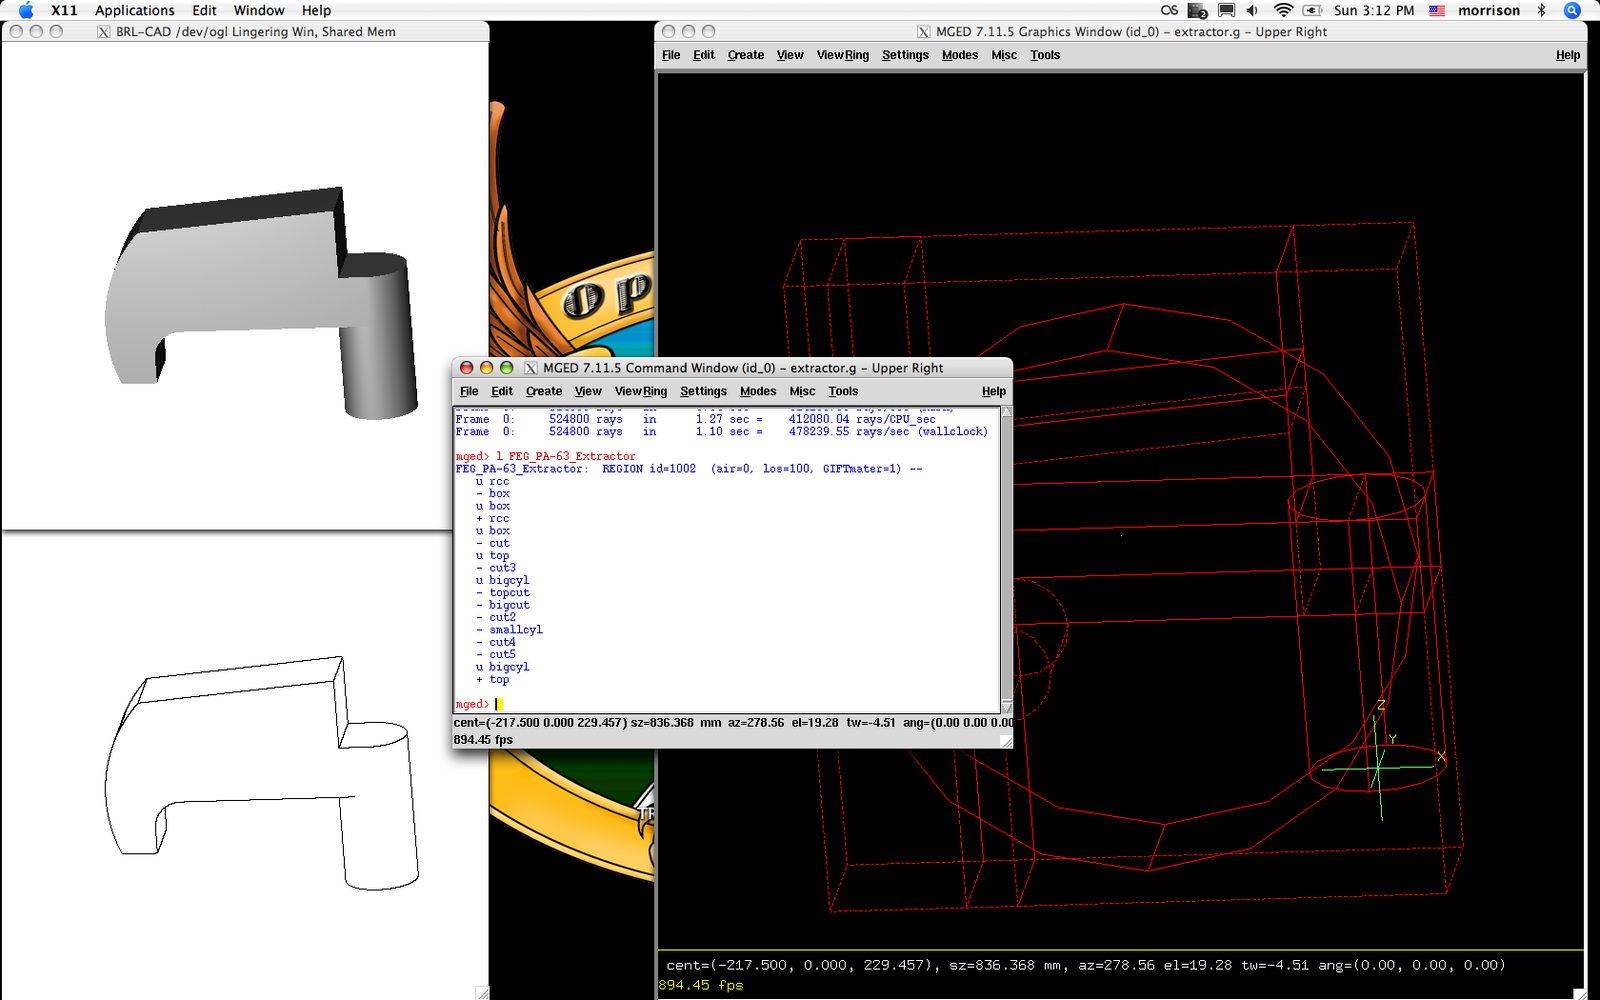 X11 Applications Edit Window Help
OS 2 Sun 3:12 PM morrison
BRL-CAD /dev/ogl Lingering Win, Shared Mem
MGED 7.11.5 Graphics Window (id_0) - extractor.g - Upper Right
File Edit Create View ViewRing Settings Modes Misc Tools Help
Op
MGED 7.11.5 Command Window (id_0) - extractor.g - Upper Right
File Edit Create View ViewRing Settings Modes Misc Tools Help
Frame 0: 524800 rays in 1.27 sec = 412080.04 rays/CPU_sec
Frame 0: 524800 rays in 1.10 sec = 478239.55 rays/sec (wallclock)
mged> l FEG_PA-63_Extractor
FEG_PA-63_Extractor: REGION id=1002 (air=0, los=100, GIFTmater=1) --
u rcc
- box
u box
+ rcc
u box
- cut
u top
- cut3
u bigcyl
- topcut
- bigcut
- cut2
- smallcyl
- cut4
- cut5
u bigcyl
+ top
mged>
cent=(-217.500 0.000 229.457) sz=836.368 mm az=278.56 el=19.28 tw=-4.51 ang=(0.00 0.00 0.00
894.45 fps
TR
Z
Y
X
cent=(-217.500, 0.000, 229.457), sz=836.368 mm, az=278.56 el=19.28 tw=-4.51 ang=(0.00, 0.00, 0.00)
894.45 fps